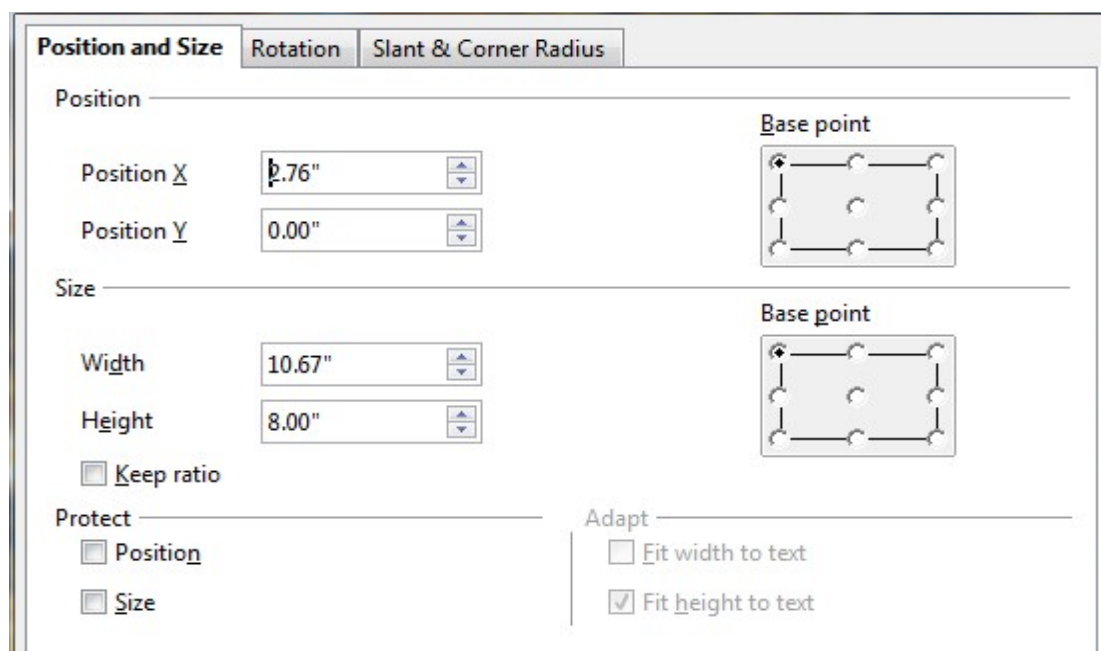 Position and Size Rotation Slant & Corner Radius
Position
Base point
Position X 2.76"
Position Y 0.00"
Size
Base point
Width 10.67"
Height 8.00"
Keep ratio
Protect Adapt
Position Fit width to text
Size Fit height to text